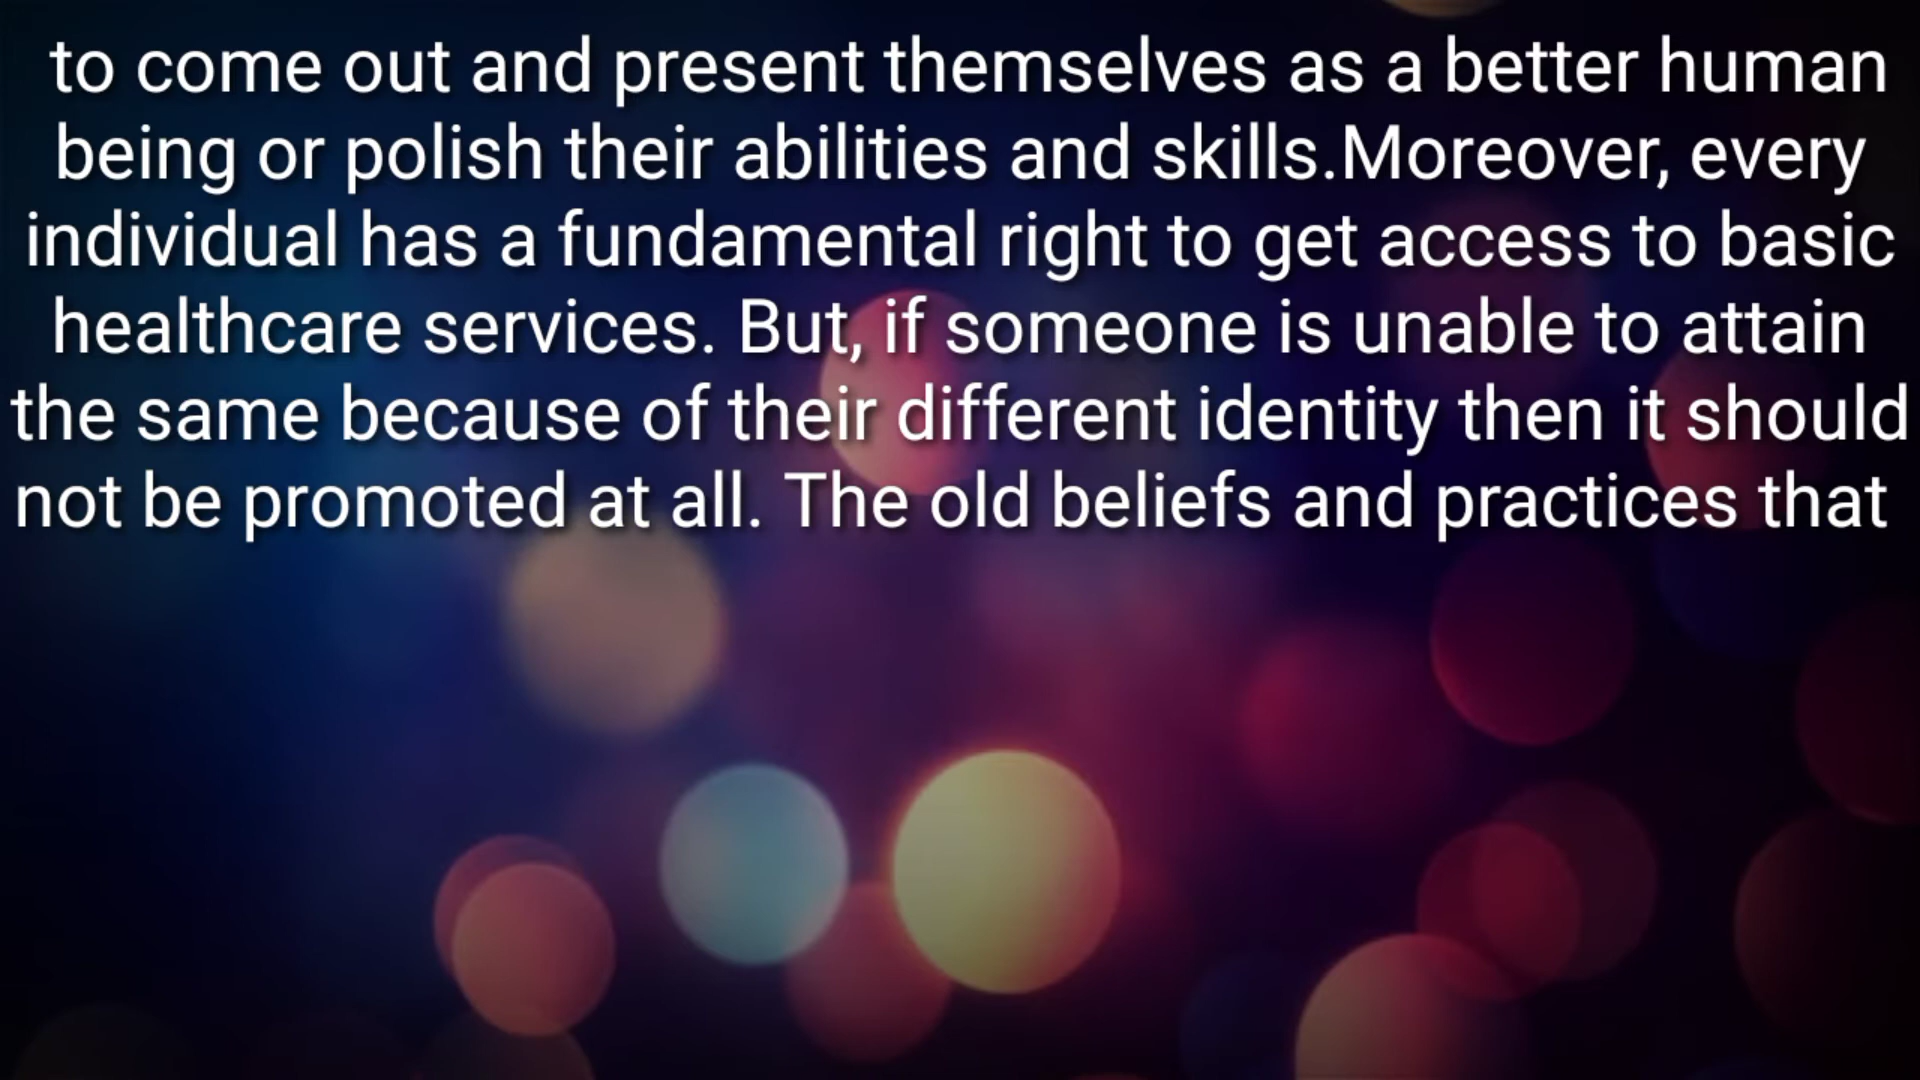 to come out and present themselves as a better human
being or polish their abilities and skills.Moreover, every
individual has a fundamental right to get access to basic
healthcare services. But, if someone is unable to attain
the same because of their different identity then it should
not be promoted at all. The old beliefs and practices that